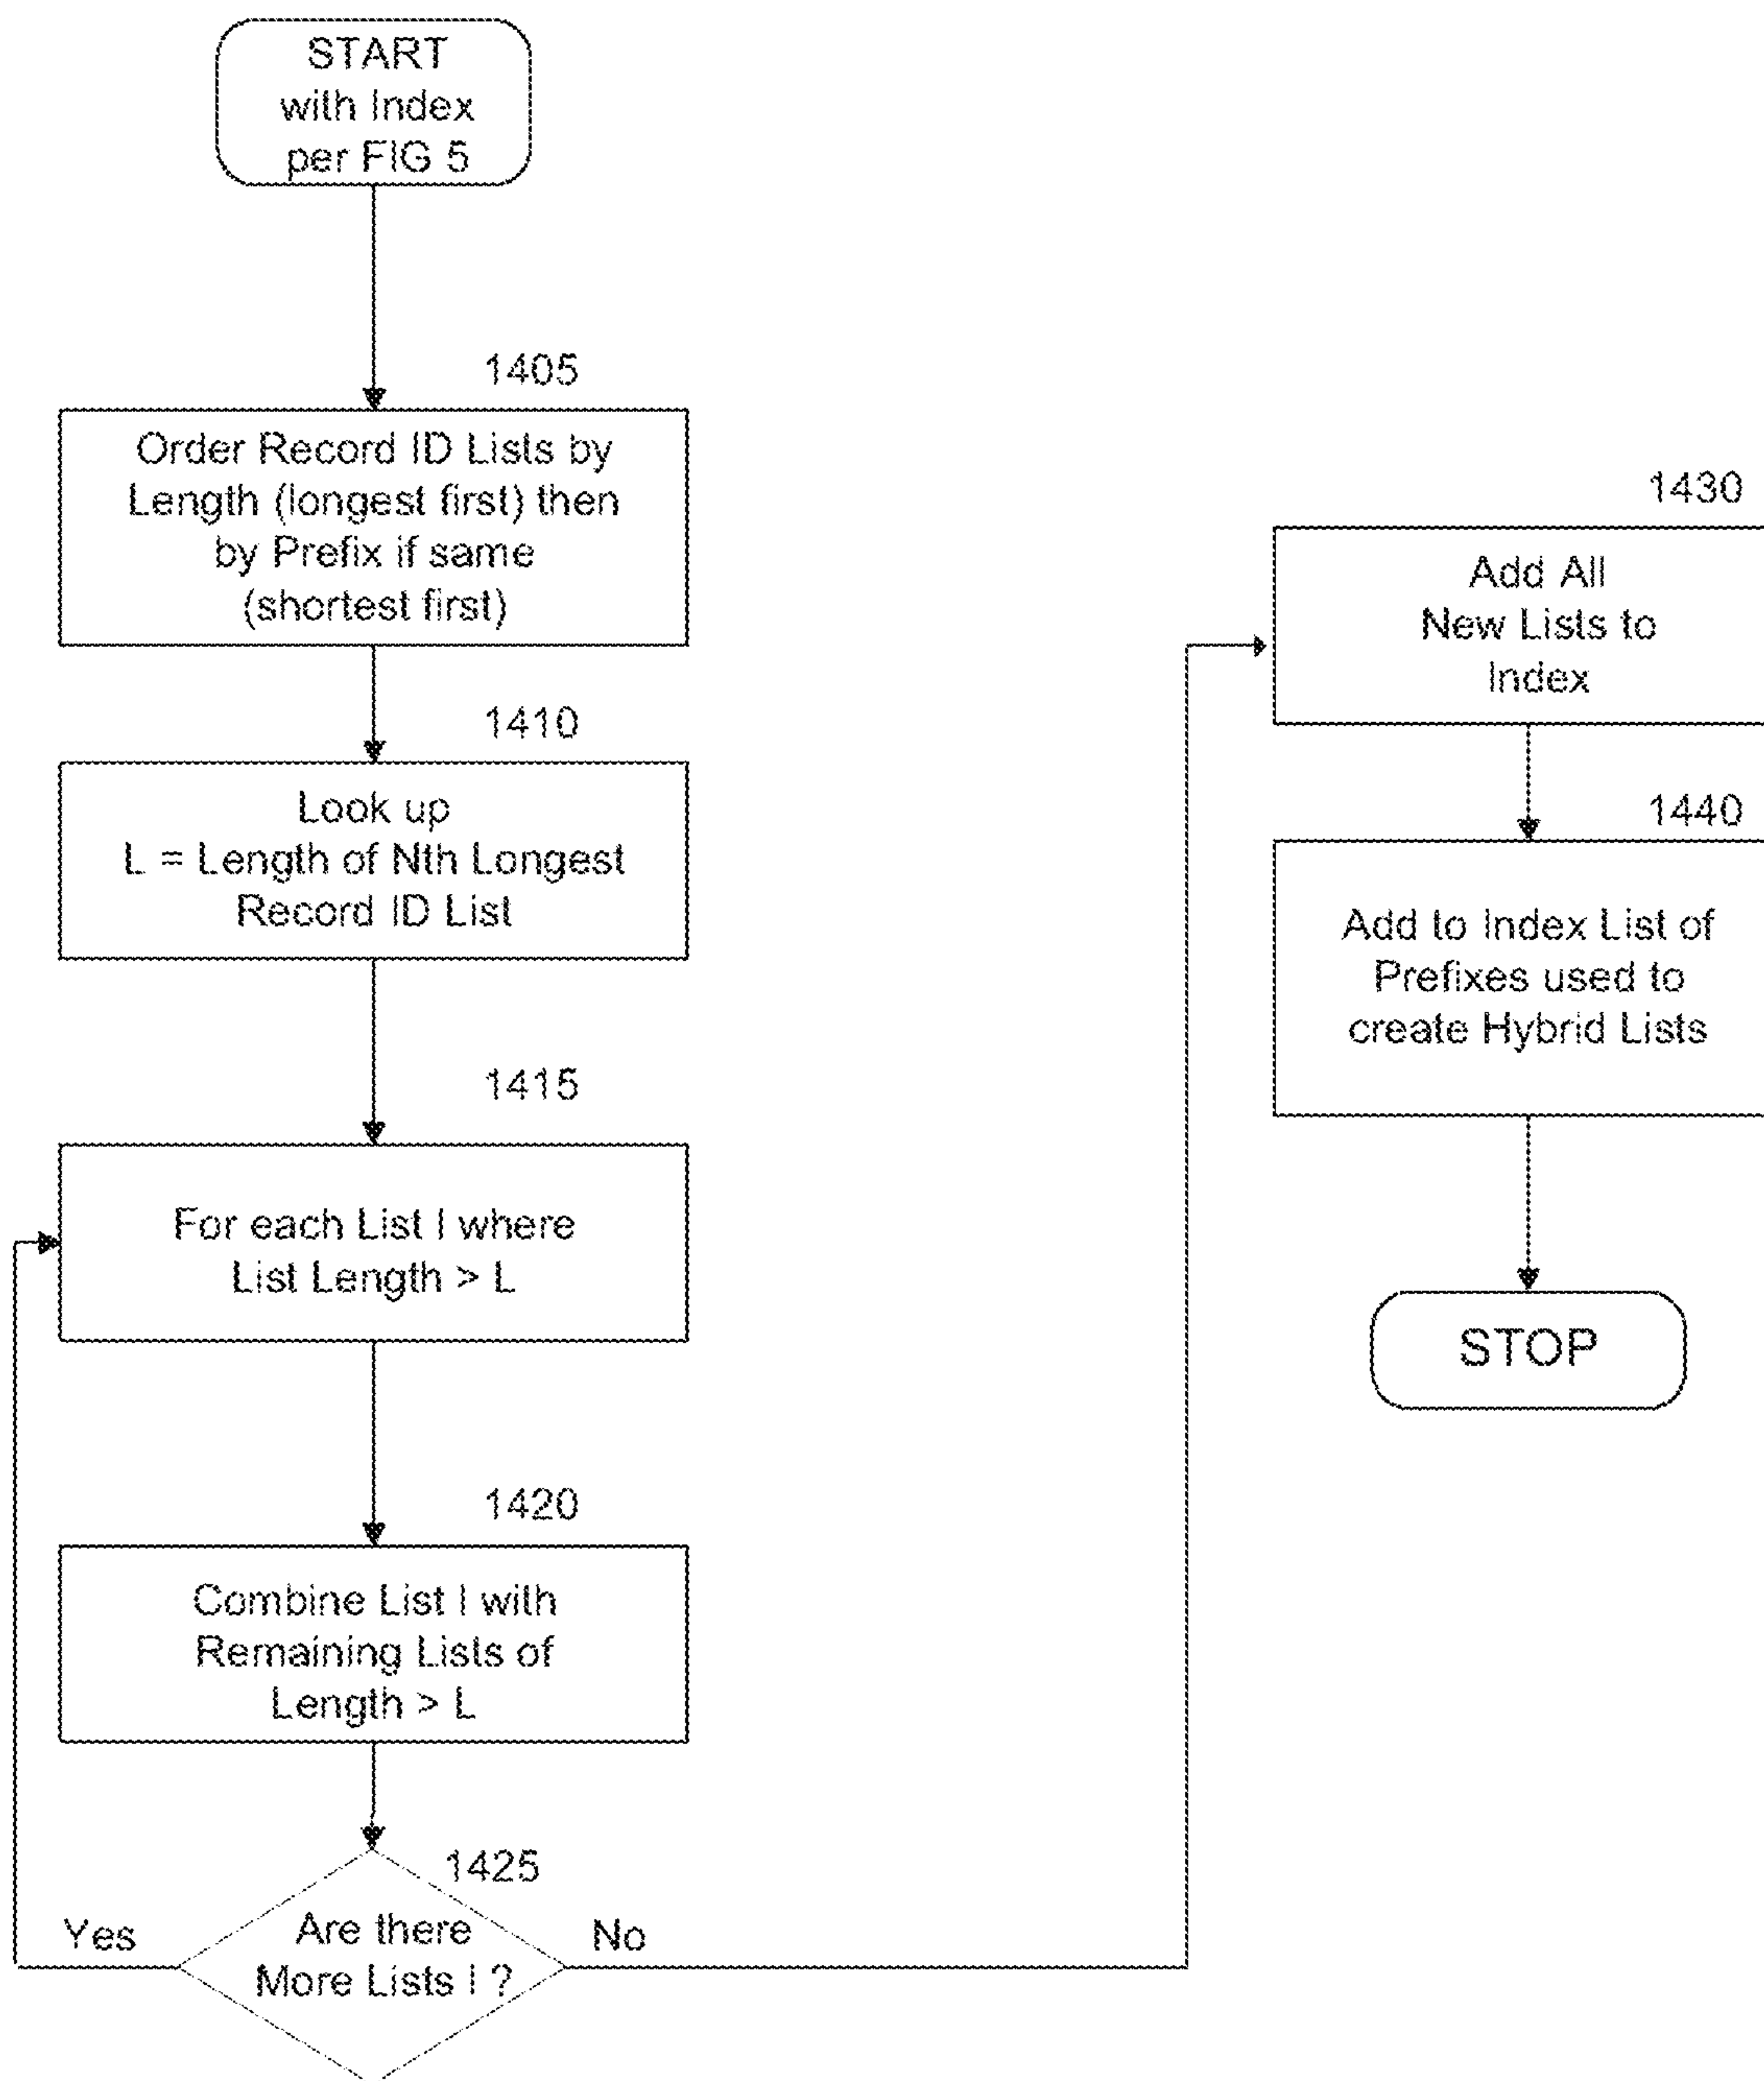 START
with Index
per FIG 5
1405
Order Record ID Lists by
Length (longest first) then
by Prefix if same
(shortest first)
1410
Look up
L = Length of Nth Longest
Record ID List
1415
For each List I where
List Length > L
1420
Combine List I with
Remaining Lists of
Length > L
1425
Are there
More Lists I ?
Yes
No
1430
Add All
New Lists to
Index
1440
Add to Index List of
Prefixes used to
create Hybrid Lists
STOP